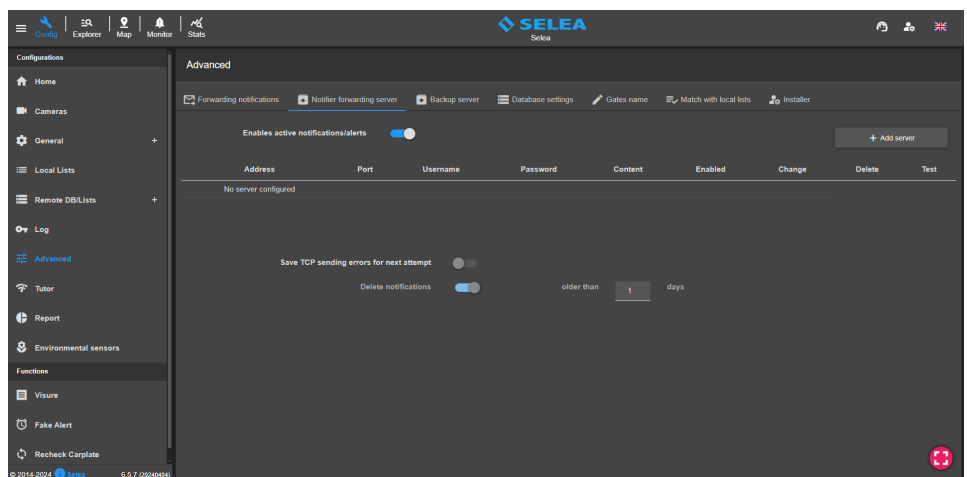 Config
Explorer
Map
Monitor
Stats
SELEA
Selea
Configurations
Home
Cameras
General +
Local Lists
Remote DB/Lists +
Log
Advanced
Tutor
Report
Environmental sensors
Functions
Visure
Fake Alert
Recheck Carplate
© 2014-2024 Selea 6.5.7 (20240404)
Advanced
Forwarding notifications
Notifier forwarding server
Backup server
Database settings
Gates name
Match with local lists
Installer
Enables active notifications/alerts
+ Add server
Address Port Username Password Content Enabled Change Delete Test
No server configured
Save TCP sending errors for next attempt
Delete notifications older than 1 days